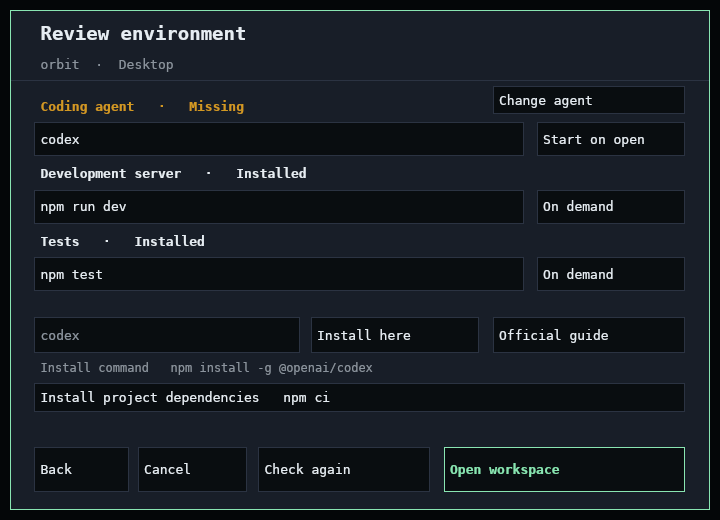 Review environment
orbit · Desktop
Coding agent · Missing
Change agent
codex
Start on open
Development server · Installed
npm run dev
On demand
Tests · Installed
npm test
On demand
codex
Install here
Official guide
Install command npm install -g @openai/codex
Install project dependencies npm ci
Back
Cancel
Check again
Open workspace